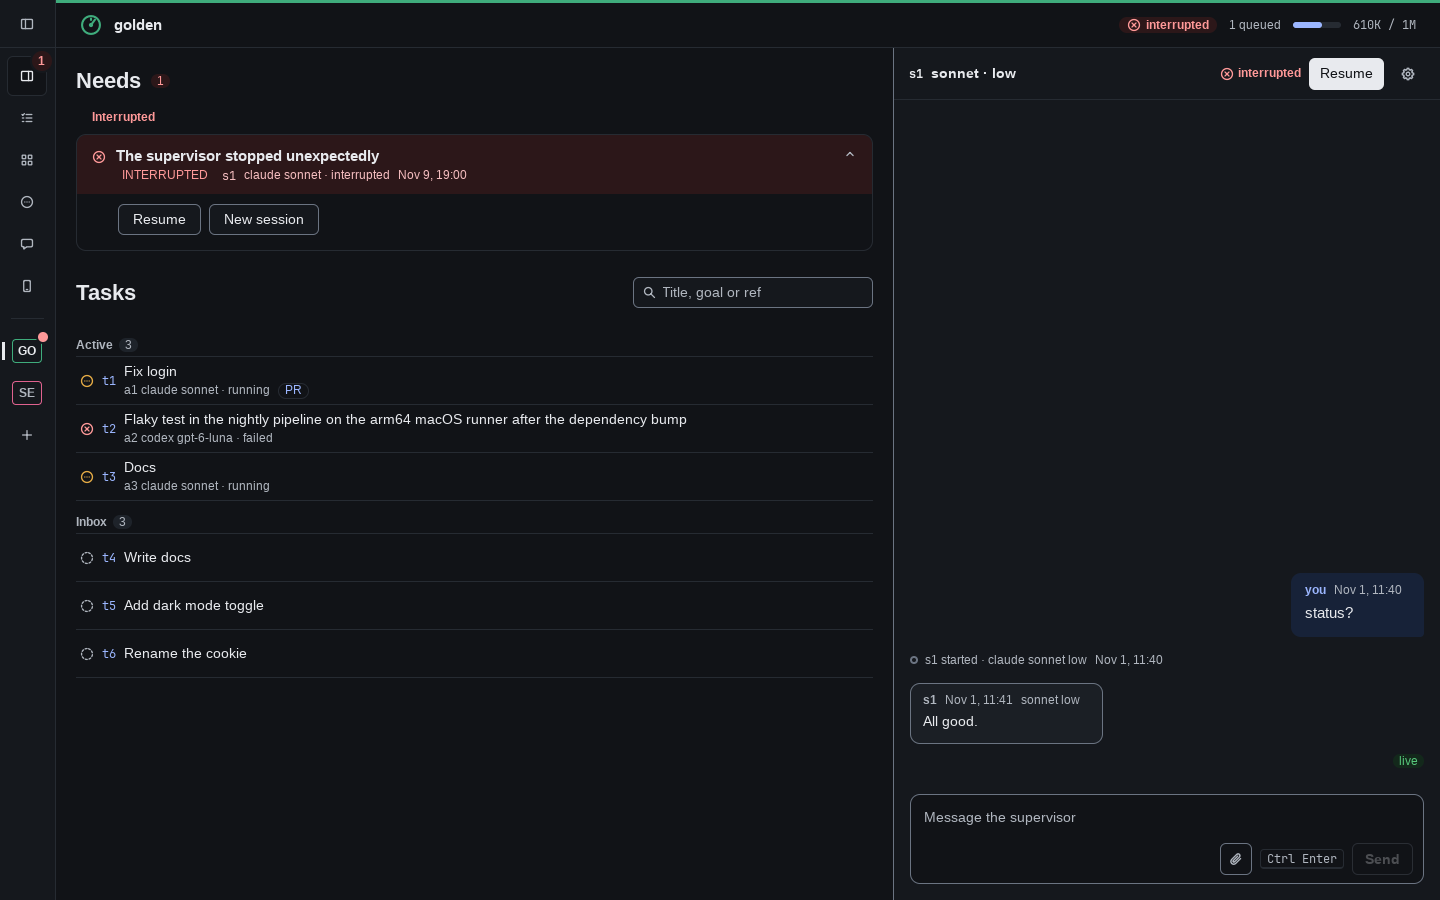 golden
interrupted
1 queued
610K / 1M
1
Needs 1
Interrupted
The supervisor stopped unexpectedly
INTERRUPTED s1 claude sonnet · interrupted Nov 9, 19:00
Resume
New session
Tasks
Title, goal or ref
Active 3
t1 Fix login
a1 claude sonnet · running PR
t2 Flaky test in the nightly pipeline on the arm64 macOS runner after the dependency bump
a2 codex gpt-6-luna · failed
t3 Docs
a3 claude sonnet · running
Inbox 3
t4 Write docs
t5 Add dark mode toggle
t6 Rename the cookie
GO
SE
s1 sonnet · low
interrupted
Resume
you Nov 1, 11:40
status?
s1 started · claude sonnet low Nov 1, 11:40
s1 Nov 1, 11:41 sonnet low
All good.
live
Message the supervisor
Ctrl Enter
Send